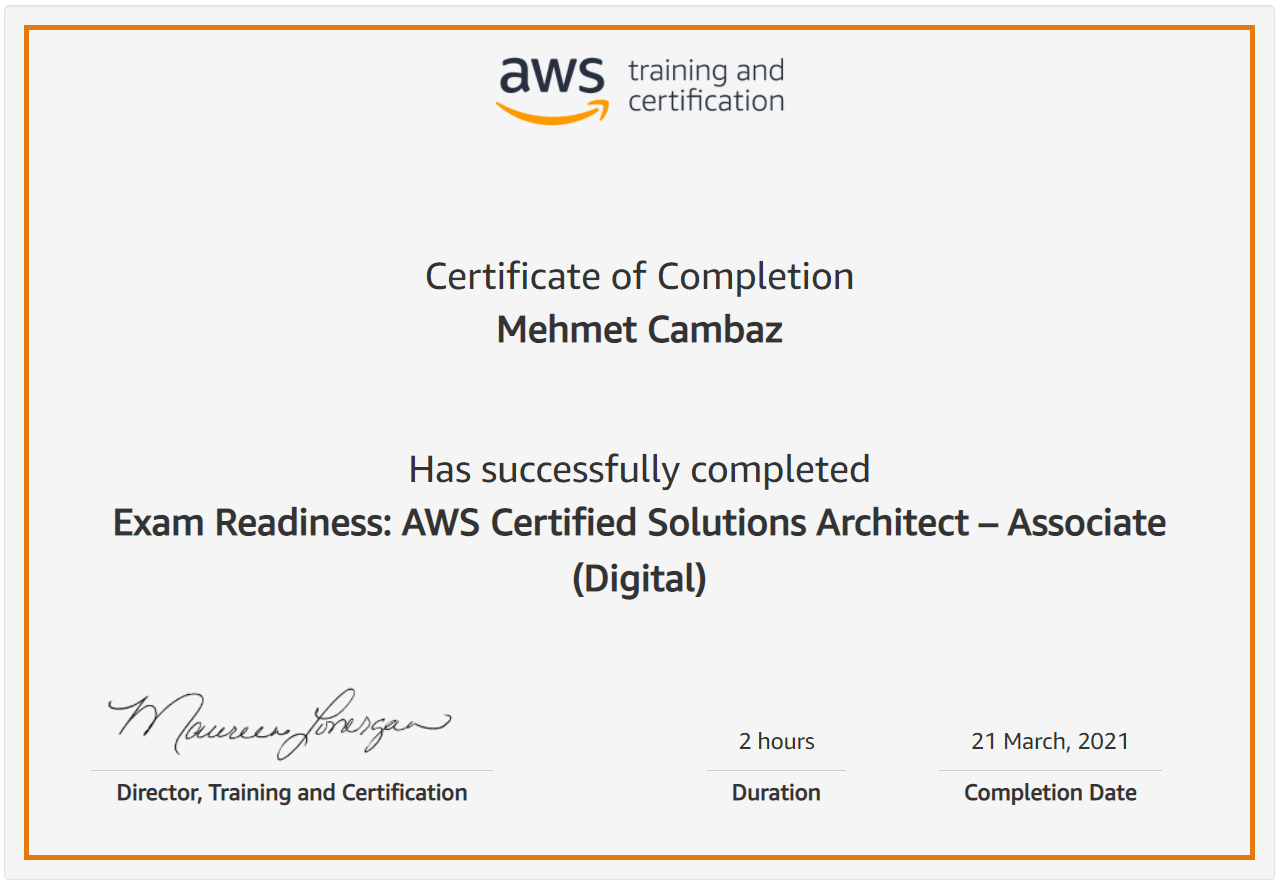 aws training and
certification
Certificate of Completion
Mehmet Cambaz
Has successfully completed
Exam Readiness: AWS Certified Solutions Architect – Associate
(Digital)
Maureen Lonergan
2 hours
21 March, 2021
Director, Training and Certification
Duration
Completion Date